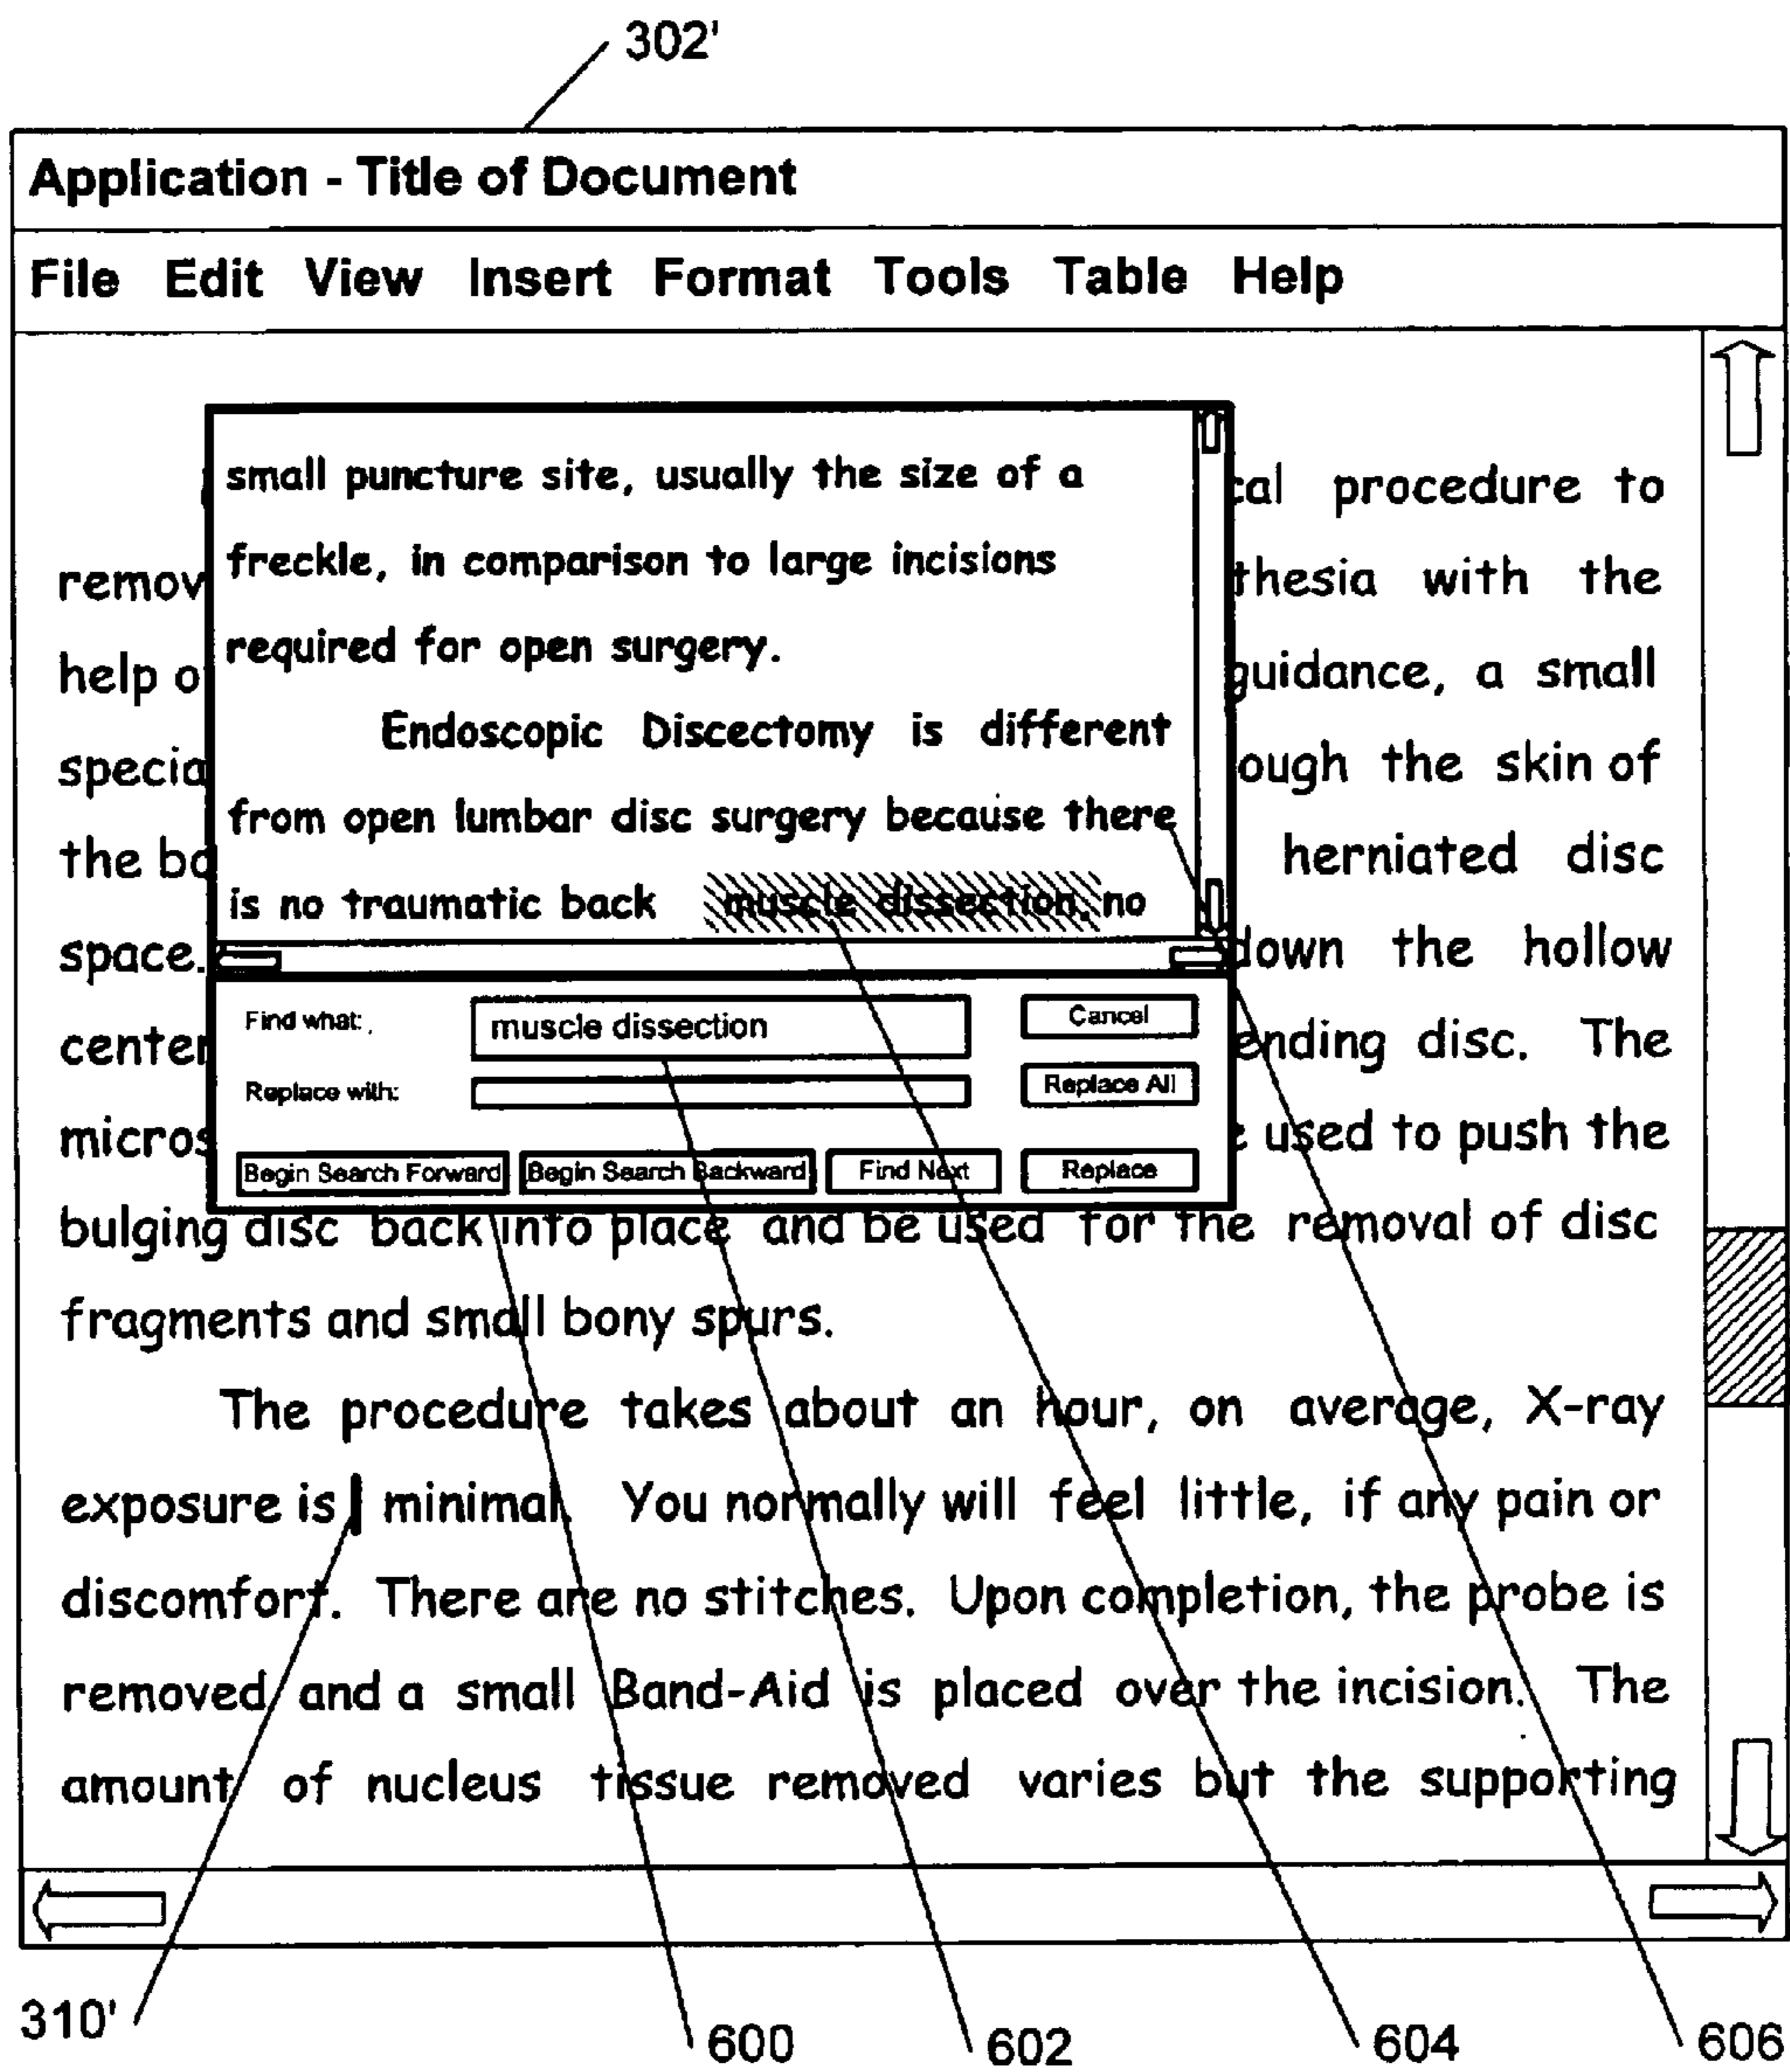 302'
Application - Title of Document
File Edit View Insert Format Tools Table Help
small puncture site, usually the size of a
freckle, in comparison to large incisions
required for open surgery.
Endoscopic Discectomy is different
from open lumbar disc surgery because there
is no traumatic back muscle dissection, no
Find what:
muscle dissection
Cancel
Replace with:
Replace All
Begin Search Forward
Begin Search Backward
Find Next
Replace
cal procedure to
remov thesia with the
help o guidance, a small
specia ough the skin of
the ba herniated disc
space. down the hollow
center ending disc. The
micros e used to push the
bulging disc back into place and be used for the removal of disc
fragments and small bony spurs.
The procedure takes about an hour, on average, X-ray
exposure is minimal. You normally will feel little, if any pain or
discomfort. There are no stitches. Upon completion, the probe is
removed and a small Band-Aid is placed over the incision. The
amount of nucleus tissue removed varies but the supporting
310'
600
602
604
606